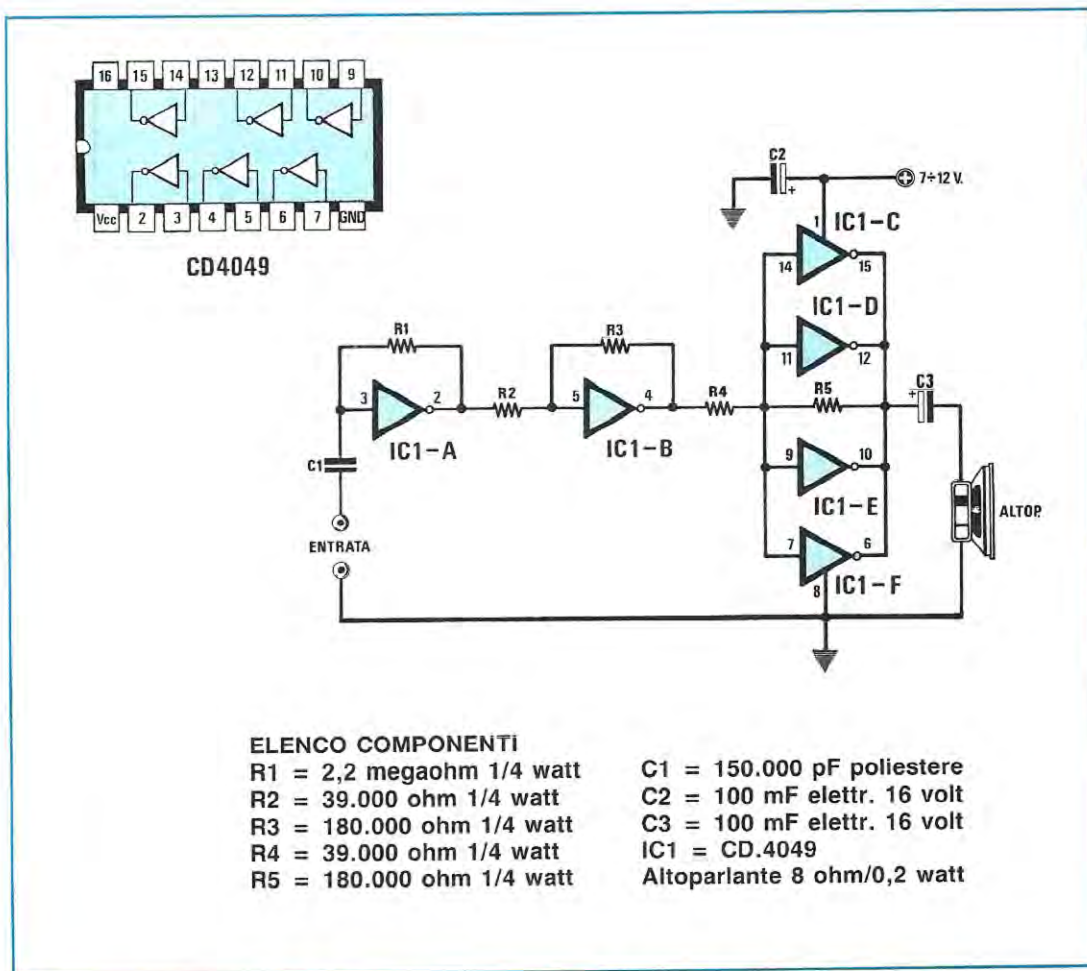 16 15 14 13 12 11 10 9
Vcc 2 3 4 5 6 7 GND
CD4049
C2
+
7÷12 V.
1
IC1-C
14
15
IC1-D
11
12
R1
R3
3
2
R2
5
4
R4
R5
C3
+
IC1-A
IC1-B
9
10
C1
IC1-E
ALTOP.
ENTRATA
7
6
8
IC1-F
ELENCO COMPONENTI
R1 = 2,2 megaohm 1/4 watt
R2 = 39.000 ohm 1/4 watt
R3 = 180.000 ohm 1/4 watt
R4 = 39.000 ohm 1/4 watt
R5 = 180.000 ohm 1/4 watt
C1 = 150.000 pF poliestere
C2 = 100 mF elettr. 16 volt
C3 = 100 mF elettr. 16 volt
IC1 = CD.4049
Altoparlante 8 ohm/0,2 watt